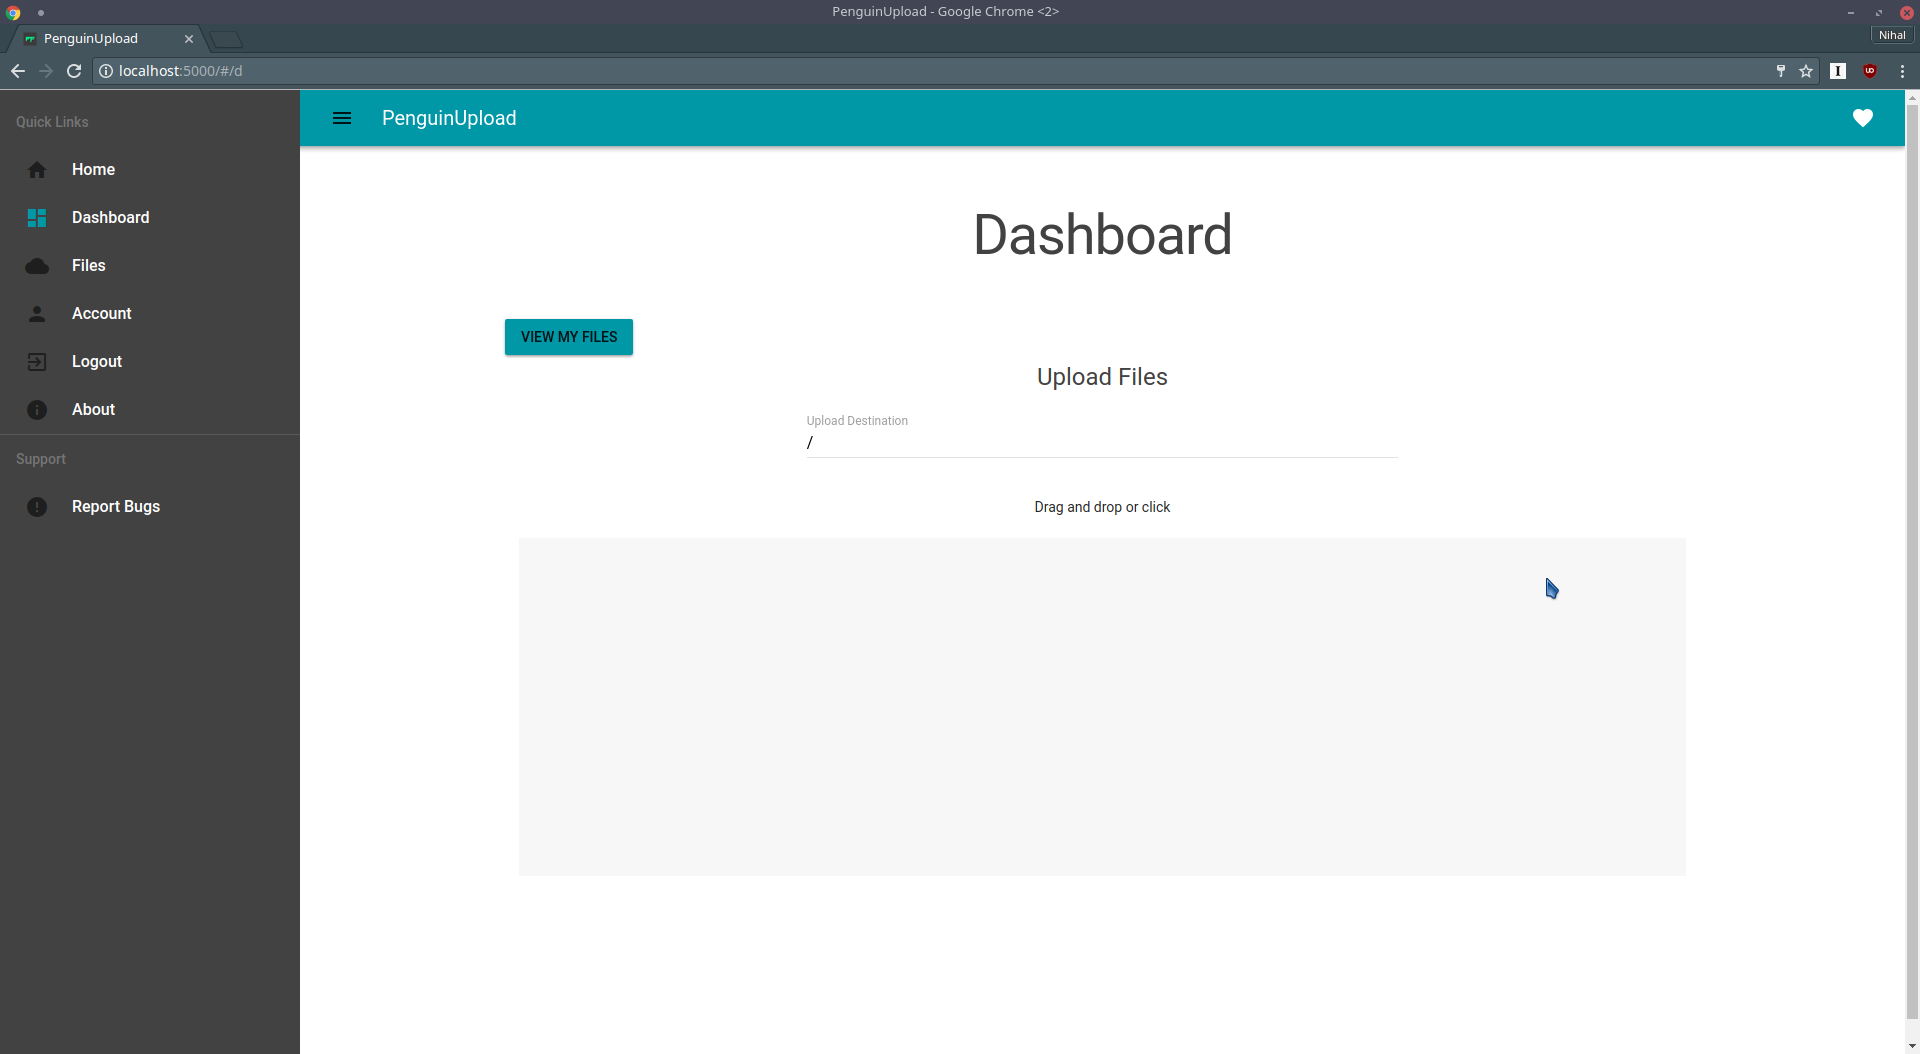 PenguinUpload - Google Chrome <2>
PenguinUpload
Nihal
localhost:5000/#/d
I
Quick Links
PenguinUpload
Home
Dashboard
Files
Account
Logout
About
Support
Report Bugs
Dashboard
VIEW MY FILES
Upload Files
Upload Destination
/
Drag and drop or click